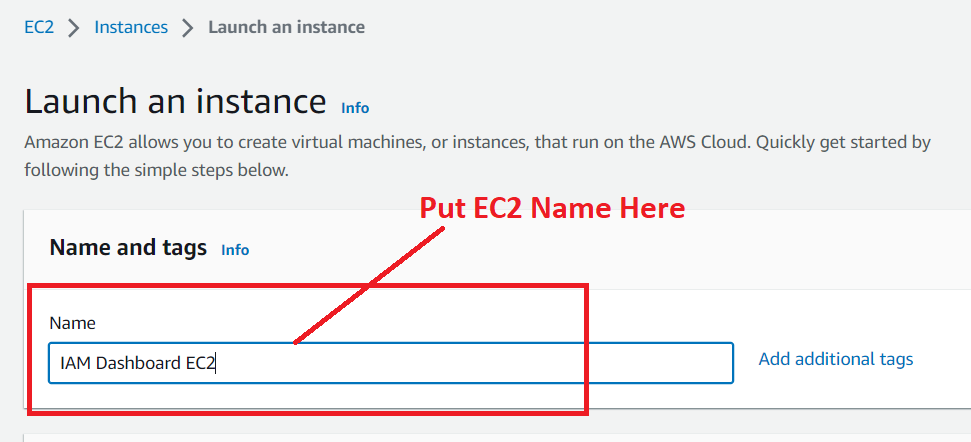 EC2 > Instances > Launch an instance
Launch an instance Info
Amazon EC2 allows you to create virtual machines, or instances, that run on the AWS Cloud. Quickly get started by
following the simple steps below.
Put EC2 Name Here
Name and tags Info
Name
IAM Dashboard EC2
Add additional tags